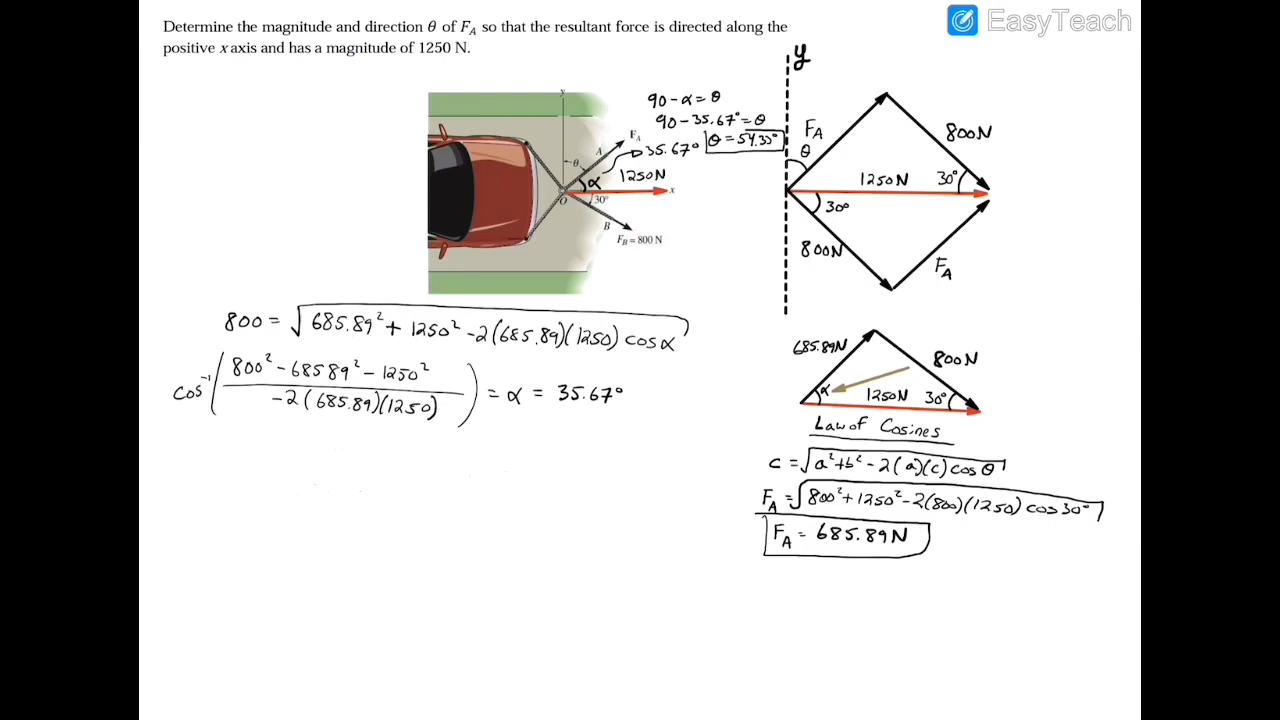 EasyTeach
Determine the magnitude and direction θ of F_A so that the resultant force is directed along the
positive x axis and has a magnitude of 1250 N.
y
90 - α = θ
90 - 35.67° = θ
θ = 54.33°
35.67°
1250N
y
F_A
A
θ
α
x
O
30°
B
F_B = 800 N
F_A
θ
800N
1250N
30°
30°
800N
F_A
800 = √685.89² + 1250² - 2(685.89)(1250) cosα
cos⁻¹(800² - 685.89² - 1250² / -2(685.89)(1250)) = α = 35.67°
685.89N
800N
α
1250N
30°
Law of Cosines
c = √a² + b² - 2(a)(c) cosθ
F_A = √800² + 1250² - 2(800)(1250) cos30°
F_A = 685.89N